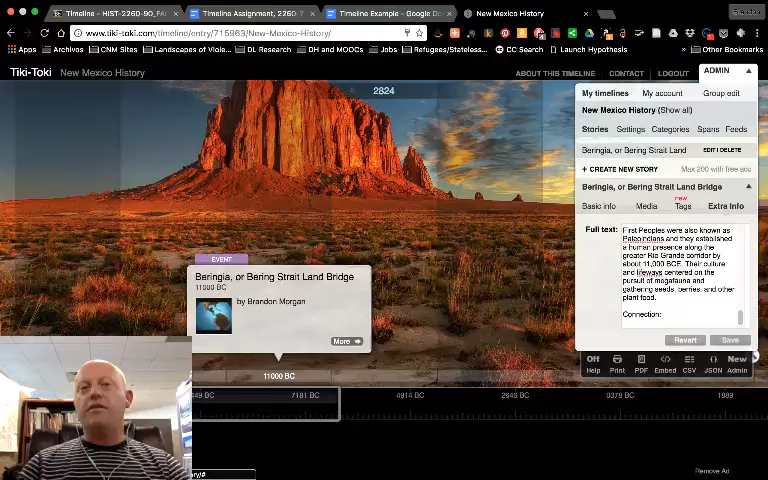 Timeline – HIST-2260-90_FA
Timeline Assignment, 2260-7
Timeline Example – Google Do
New Mexico History
Brandon
www.tiki-toki.com/timeline/entry/715963/New-Mexico-History/
Apps
Archivos
CNM Sites
Landscapes of Viole...
DL Research
DH and MOOCs
Jobs
Refugees/Stateless...
CC Search
Launch Hypothesis
Other Bookmarks
Tiki-Toki
New Mexico History
ABOUT THIS TIMELINE
CONTACT
LOGOUT
ADMIN
2824
My timelines
My account
Group edit
New Mexico History (Show all)
Stories
Settings
Categories
Spans
Feeds
Beringia, or Bering Strait Land
EDIT | DELETE
+ CREATE NEW STORY
Max 200 with free acc
Beringia, or Bering Strait Land Bridge
Basic info
Media
new
Tags
Extra Info
Full text:
First Peoples were also known as
Paleoindians and they established
a human presence along the
greater Rio Grande corridor by
about 11,000 BCE. Their culture
and lifeways centered on the
pursuit of megafauna and
gathering seeds, berries, and other
plant food.
Connection:
Revert
Save
EVENT
Beringia, or Bering Strait Land Bridge
11000 BC
by Brandon Morgan
More
11000 BC
Off
Help
Print
PDF
Embed
CSV
JSON
New
Admin
449 BC
7181 BC
4914 BC
2646 BC
0378 BC
1889
Remove Ad